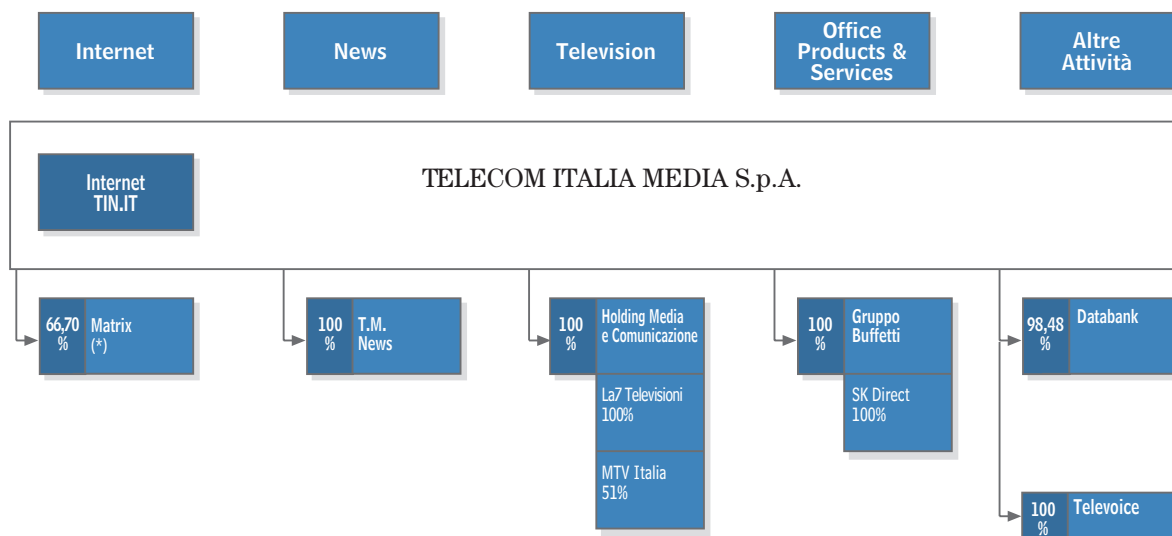 Internet
News
Television
Office
Products &
Services
Altre
Attività
Internet
TIN.IT
TELECOM ITALIA MEDIA S.p.A.
66,70
%
Matrix
(*)
100
%
T.M.
News
100
%
Holding Media
e Comunicazione
La7 Televisioni
100%
MTV Italia
51%
100
%
Gruppo
Buffetti
SK Direct
100%
98,48
%
Databank
100
%
Televoice